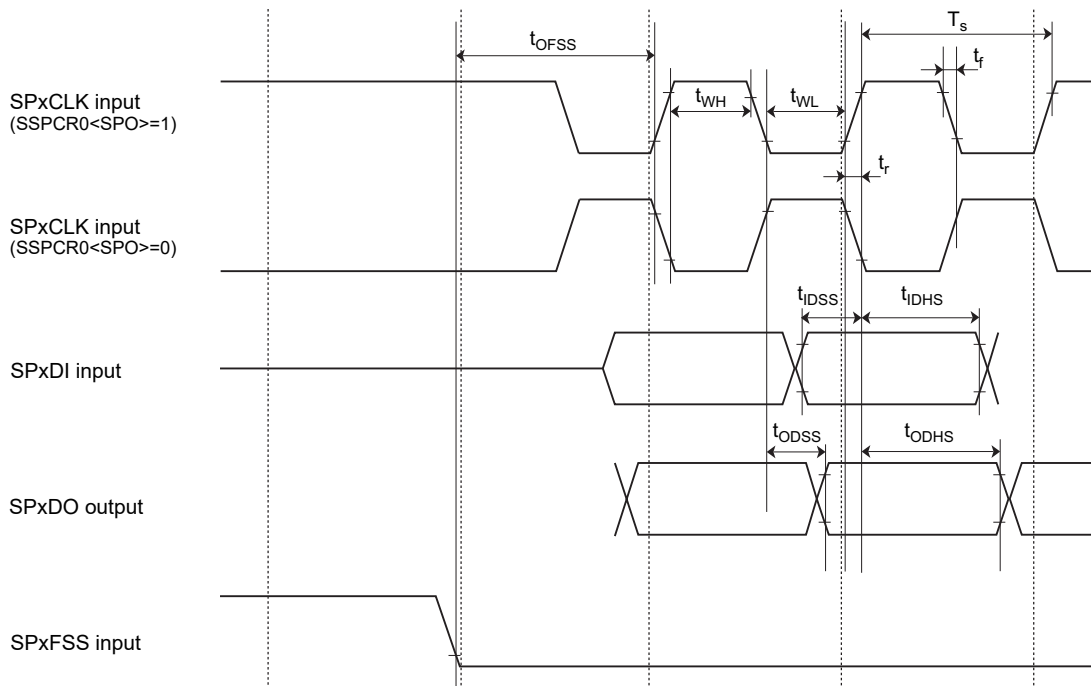 T_s
t_OFSS
t_f
SPxCLK input
(SSPCR0<SPO>=1)
t_WH
t_WL
t_r
SPxCLK input
(SSPCR0<SPO>=0)
t_IDSS
t_IDHS
SPxDI input
t_ODSS
t_ODHS
SPxDO output
SPxFSS input